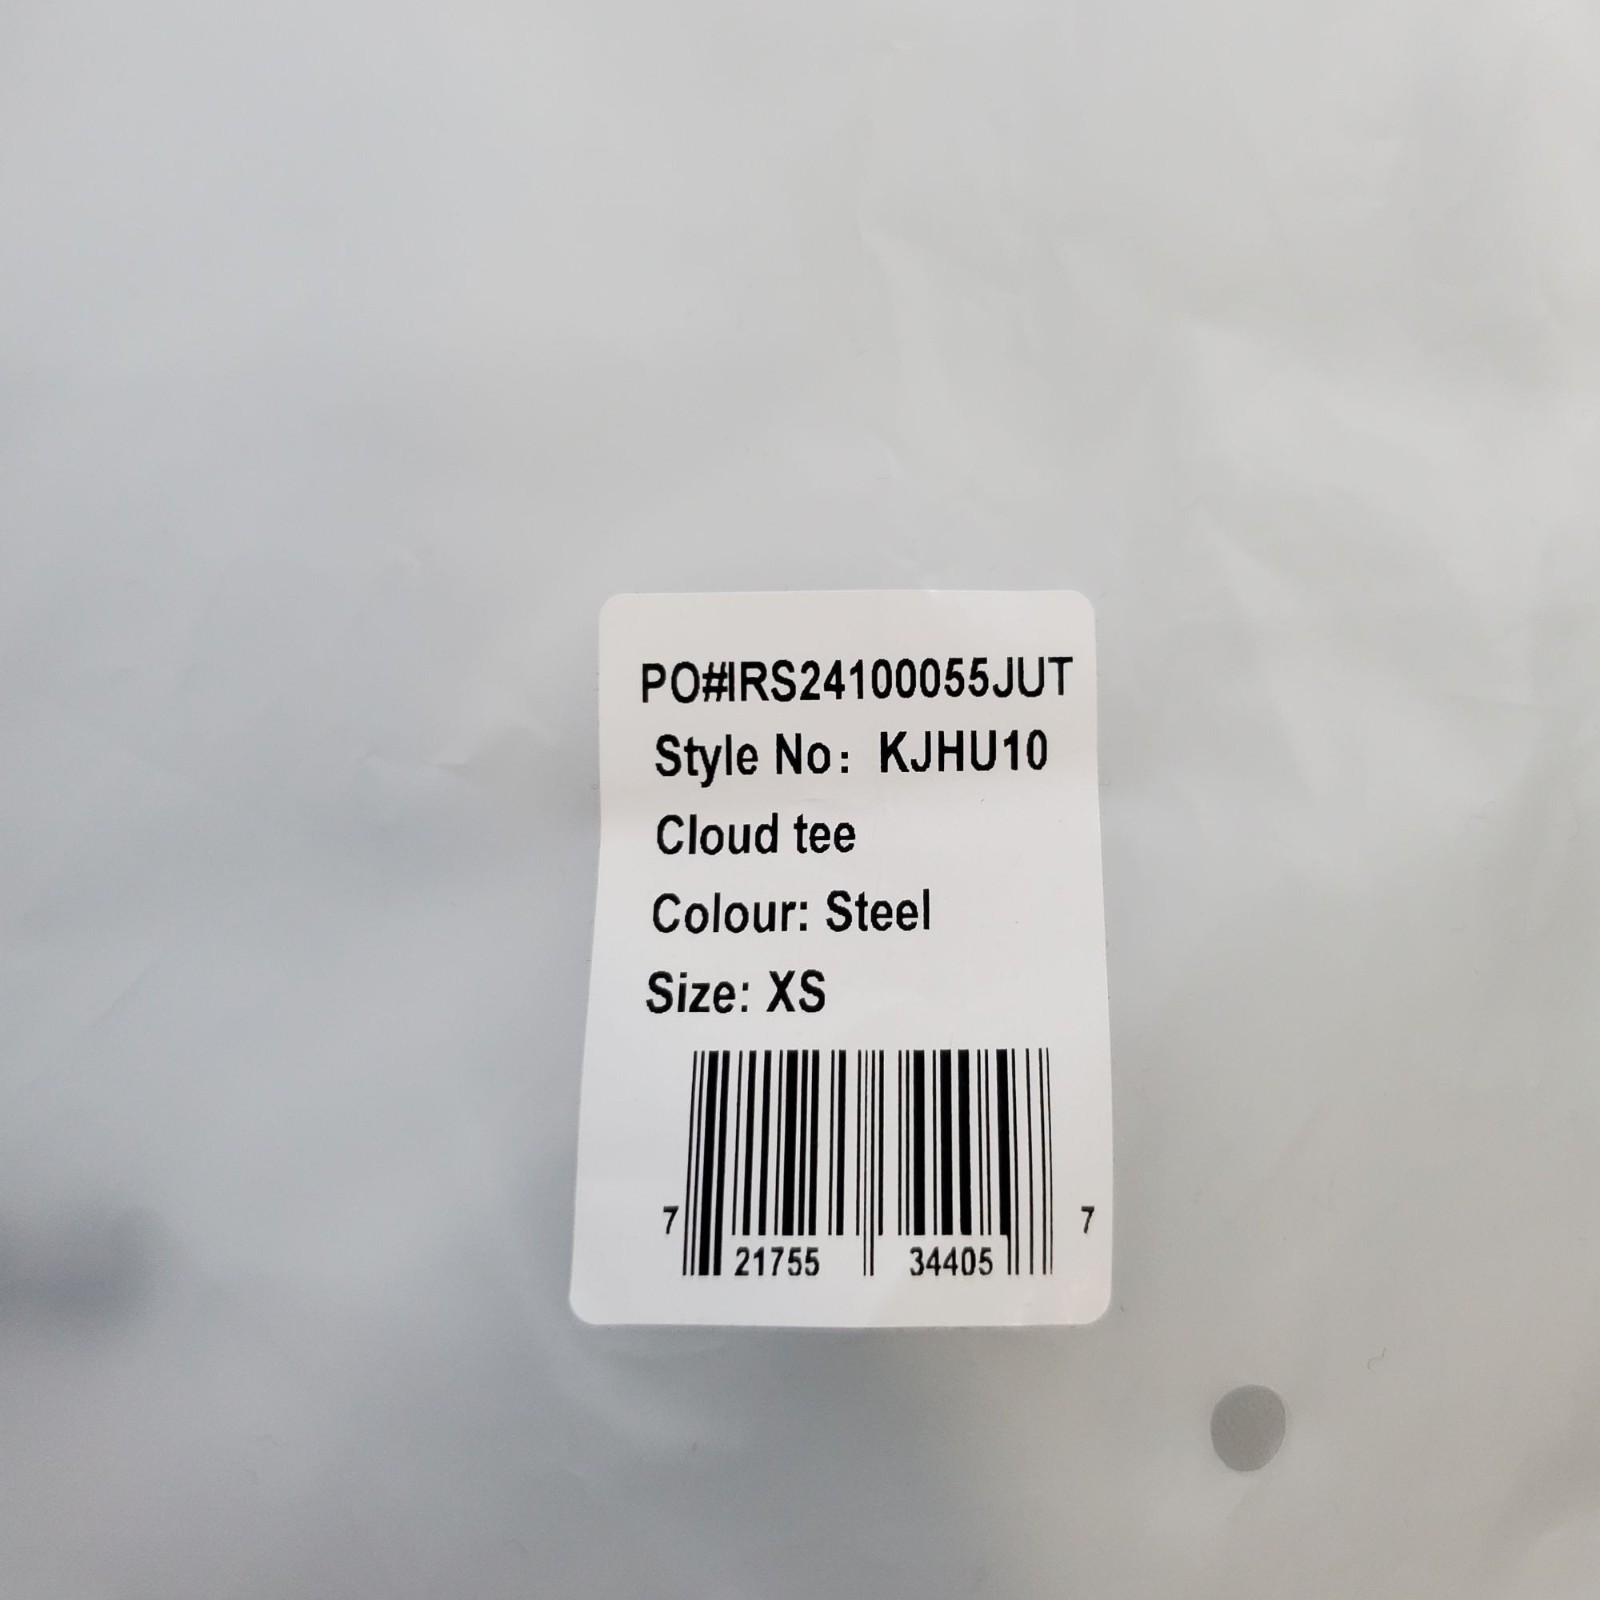 PO#IRS24100055JUT
Style No: KJHU10
Cloud tee
Colour: Steel
Size: XS
7 21755 34405 7